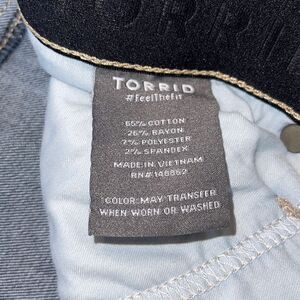 TORRID
#FeelTheFit
65% COTTON
26% RAYON
7% POLYESTER
2% SPANDEX
MADE IN VIETNAM
RN# 148862
COLOR MAY TRANSFER
WHEN WORN OR WASHED